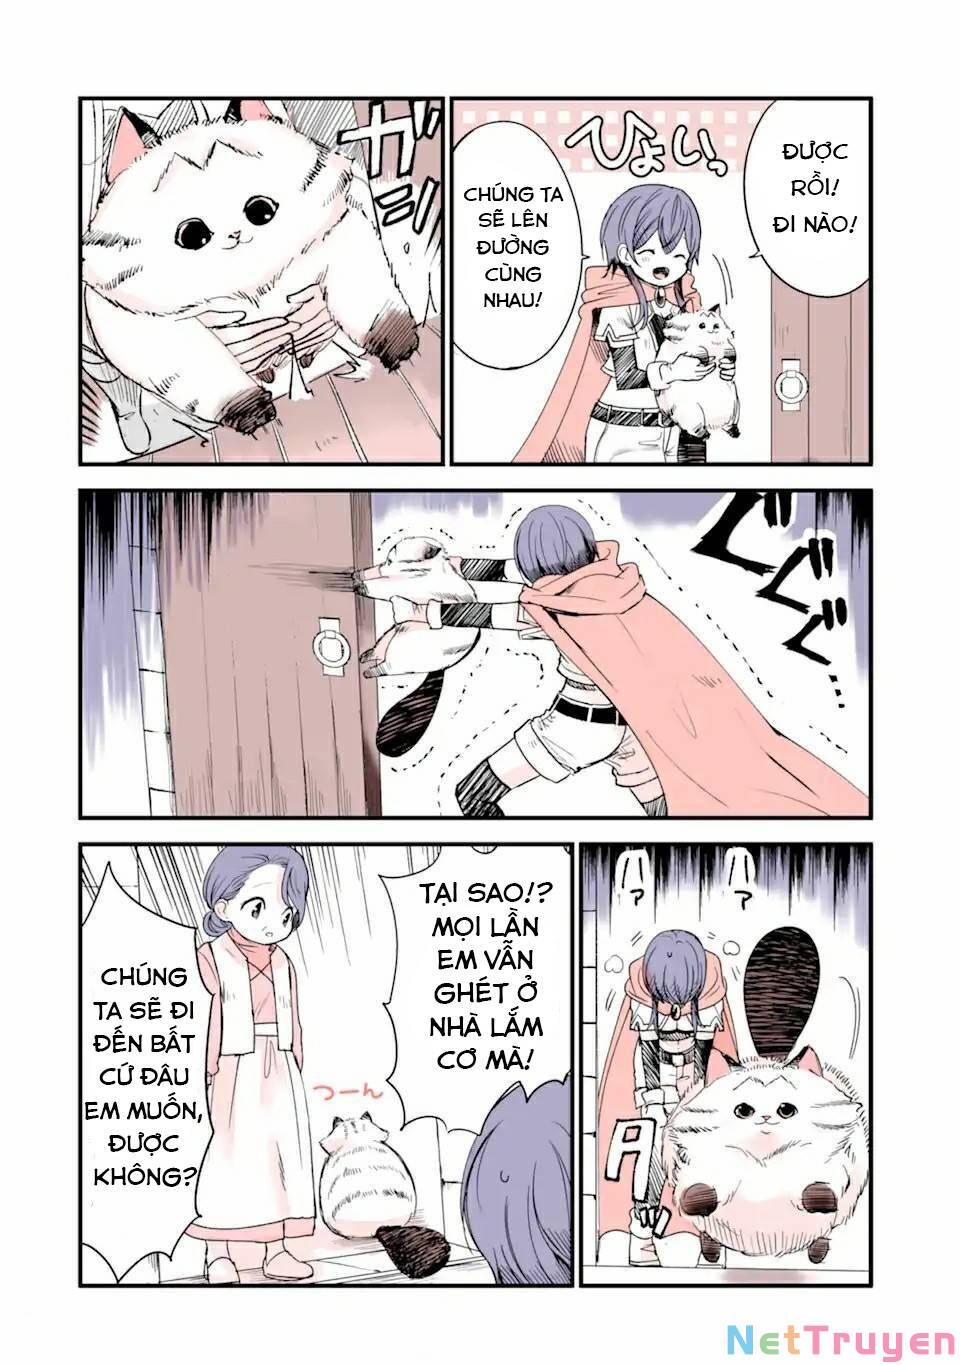 ĐƯỢC
RỒI!
ĐI NÀO!
ひょいっ
CHÚNG TA
SẼ LÊN
ĐƯỜNG
CÙNG
NHAU!
ガシ
ぐぐぐ
TẠI SAO!?
MỌI LẦN
EM VẪN
GHÉT Ở
NHÀ LẮM
CƠ MÀ!
つーん
CHÚNG
TA SẼ ĐI
ĐẾN BẤT
CỨ ĐÂU
EM MUỐN,
ĐƯỢC
KHÔNG?
NetTruyen